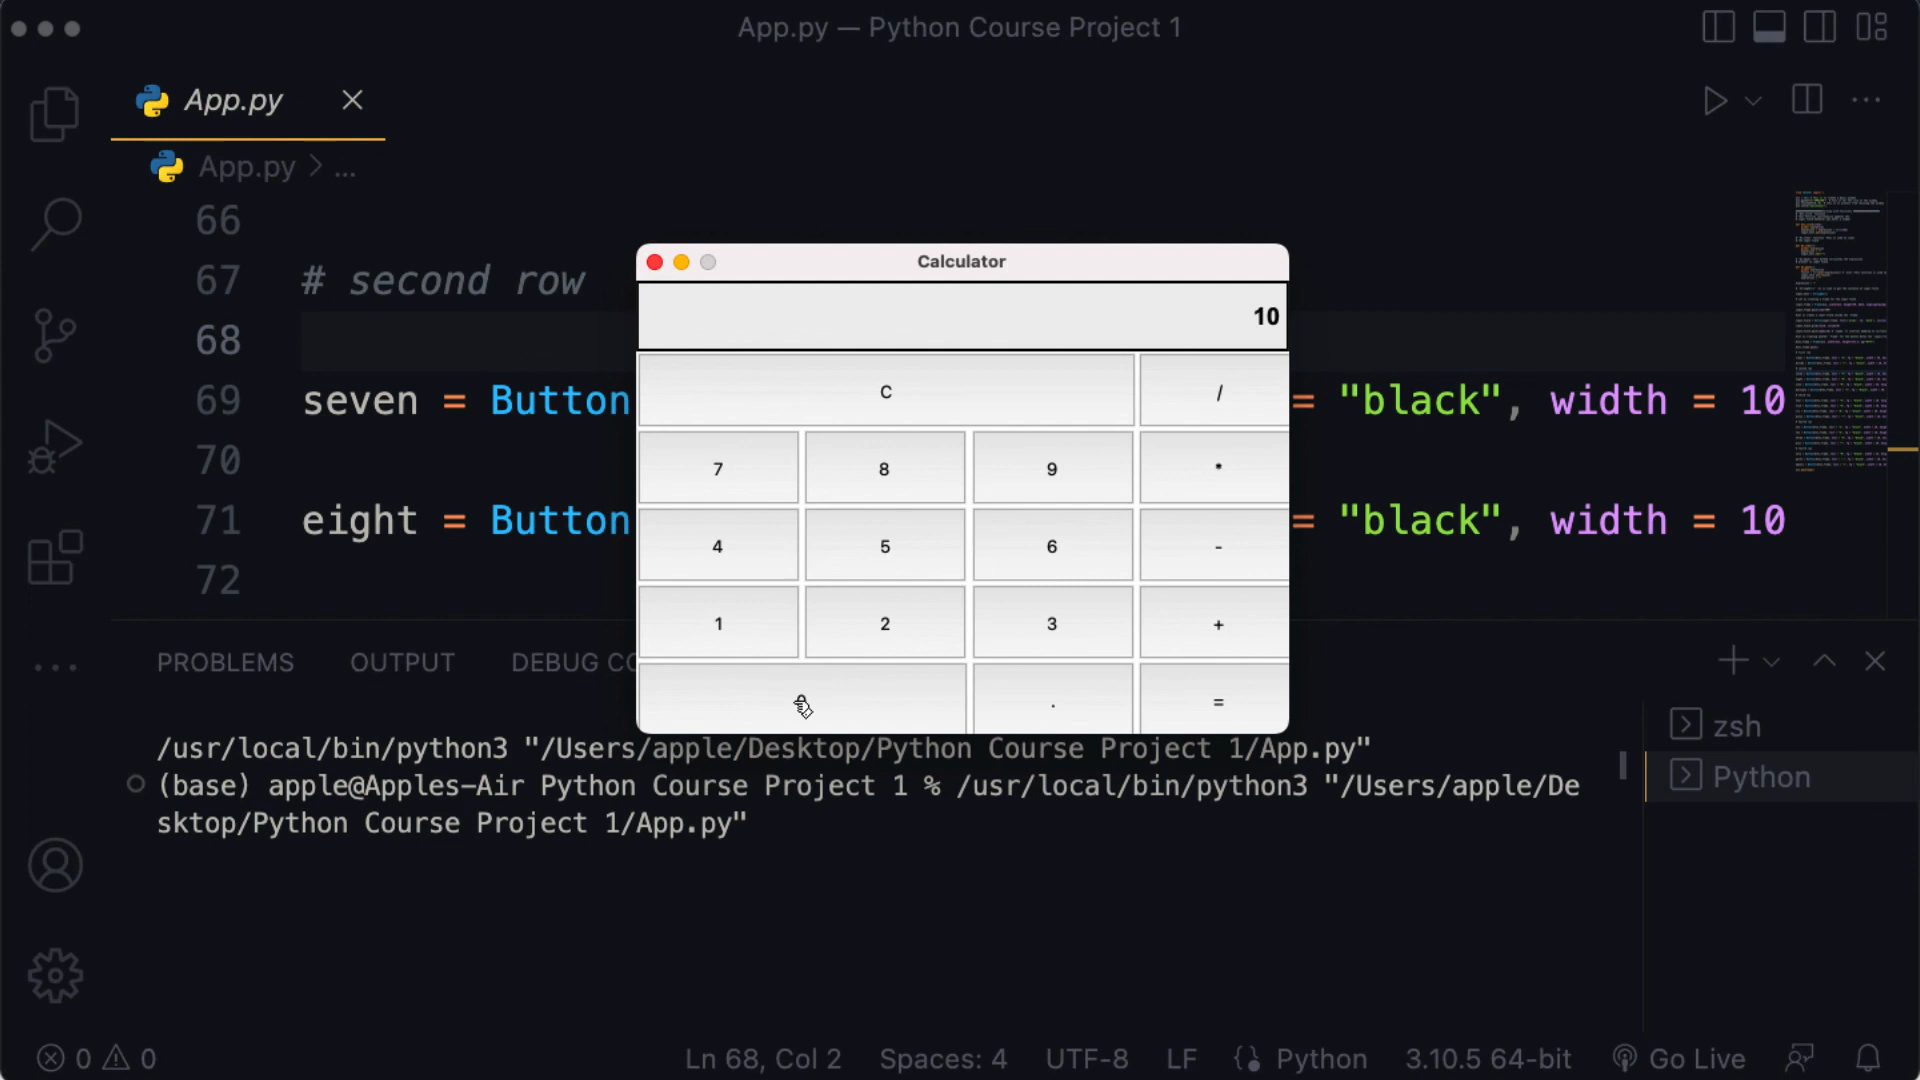 App.py — Python Course Project 1
App.py
App.py > ...
66
67 # second row
68
69 seven = Button = "black", width = 10
70
71 eight = Button = "black", width = 10
72
Calculator
10
C /
7 8 9 *
4 5 6 -
1 2 3 +
. =
PROBLEMS OUTPUT DEBUG CO
/usr/local/bin/python3 "/Users/apple/Desktop/Python Course Project 1/App.py"
(base) apple@Apples-Air Python Course Project 1 % /usr/local/bin/python3 "/Users/apple/De
sktop/Python Course Project 1/App.py"
zsh
Python
0 0 Ln 68, Col 2 Spaces: 4 UTF-8 LF Python 3.10.5 64-bit Go Live